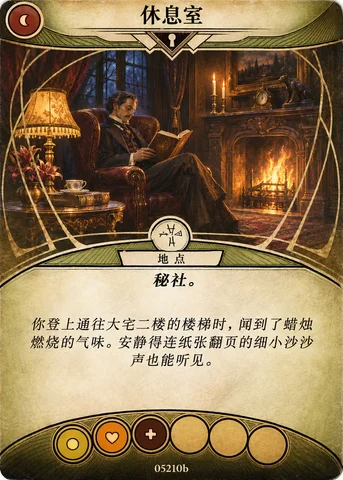 休息室
地点
秘社。
你登上通往大宅二楼的楼梯时，闻到了蜡烛
燃烧的气味。安静得连纸张翻页的细小沙沙
声也能听见。
05210b